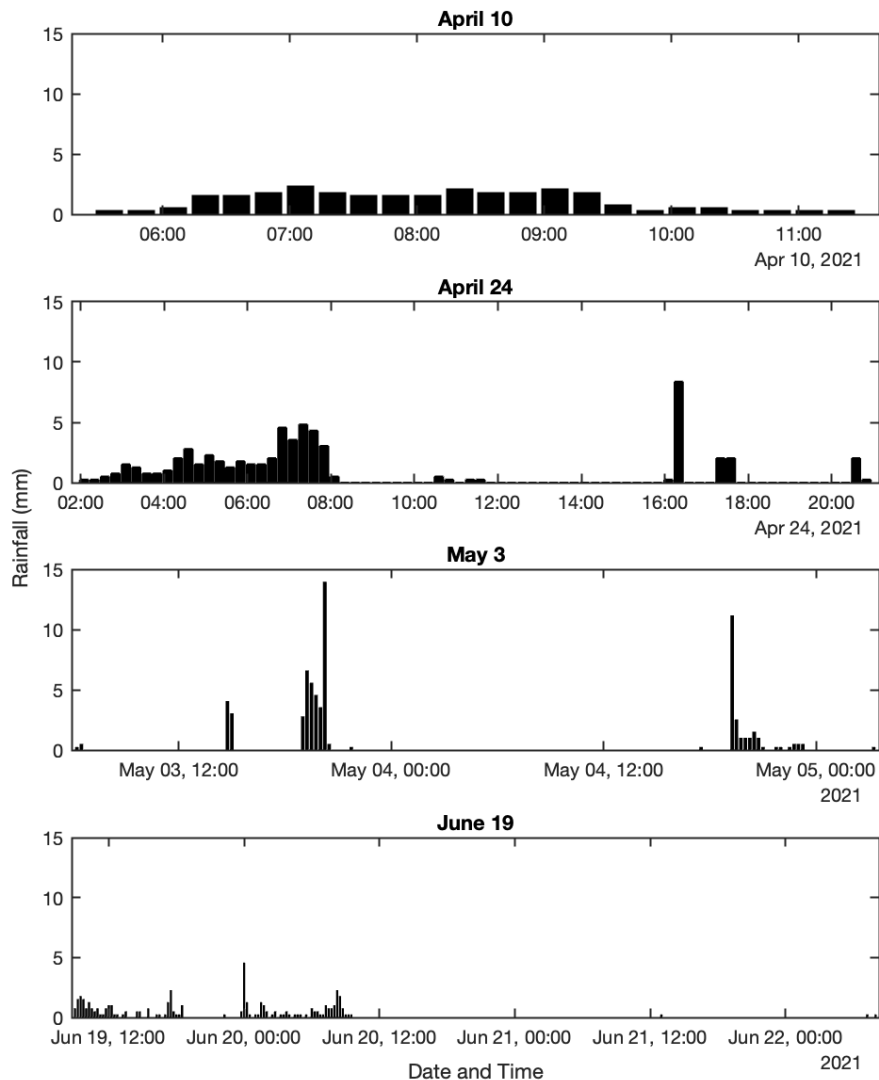 April 10
15
10
5
0
06:00 07:00 08:00 09:00 10:00 11:00
Apr 10, 2021
April 24
15
10
5
0
02:00 04:00 06:00 08:00 10:00 12:00 14:00 16:00 18:00 20:00
Apr 24, 2021
Rainfall (mm)
May 3
15
10
5
0
May 03, 12:00 May 04, 00:00 May 04, 12:00 May 05, 00:00
2021
June 19
15
10
5
0
Jun 19, 12:00 Jun 20, 00:00 Jun 20, 12:00 Jun 21, 00:00 Jun 21, 12:00 Jun 22, 00:00
2021
Date and Time